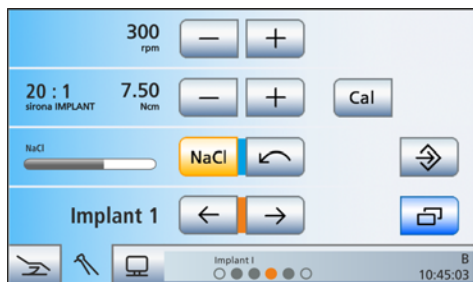 300
rpm
20 : 1 7.50
sirona IMPLANT Ncm
Cal
NaCl
NaCl
Implant 1
Implant I
B
10:45:03